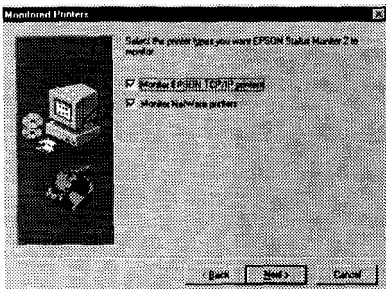 Monitored Printers
Select the printer types you want EPSON Status Monitor 2 to
monitor.
Monitor EPSON TCP/IP printers
Monitor NetWare printers
< Back
Next >
Cancel